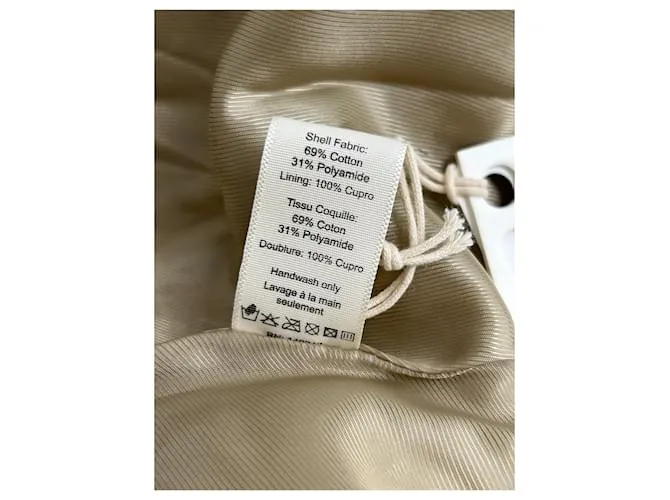 Shell Fabric:
69% Cotton
31% Polyamide
Lining: 100% Cupro
Tissu Coquille:
69% Coton
31% Polyamide
Doublure: 100% Cupro
Handwash only
Lavage à la main
seulement